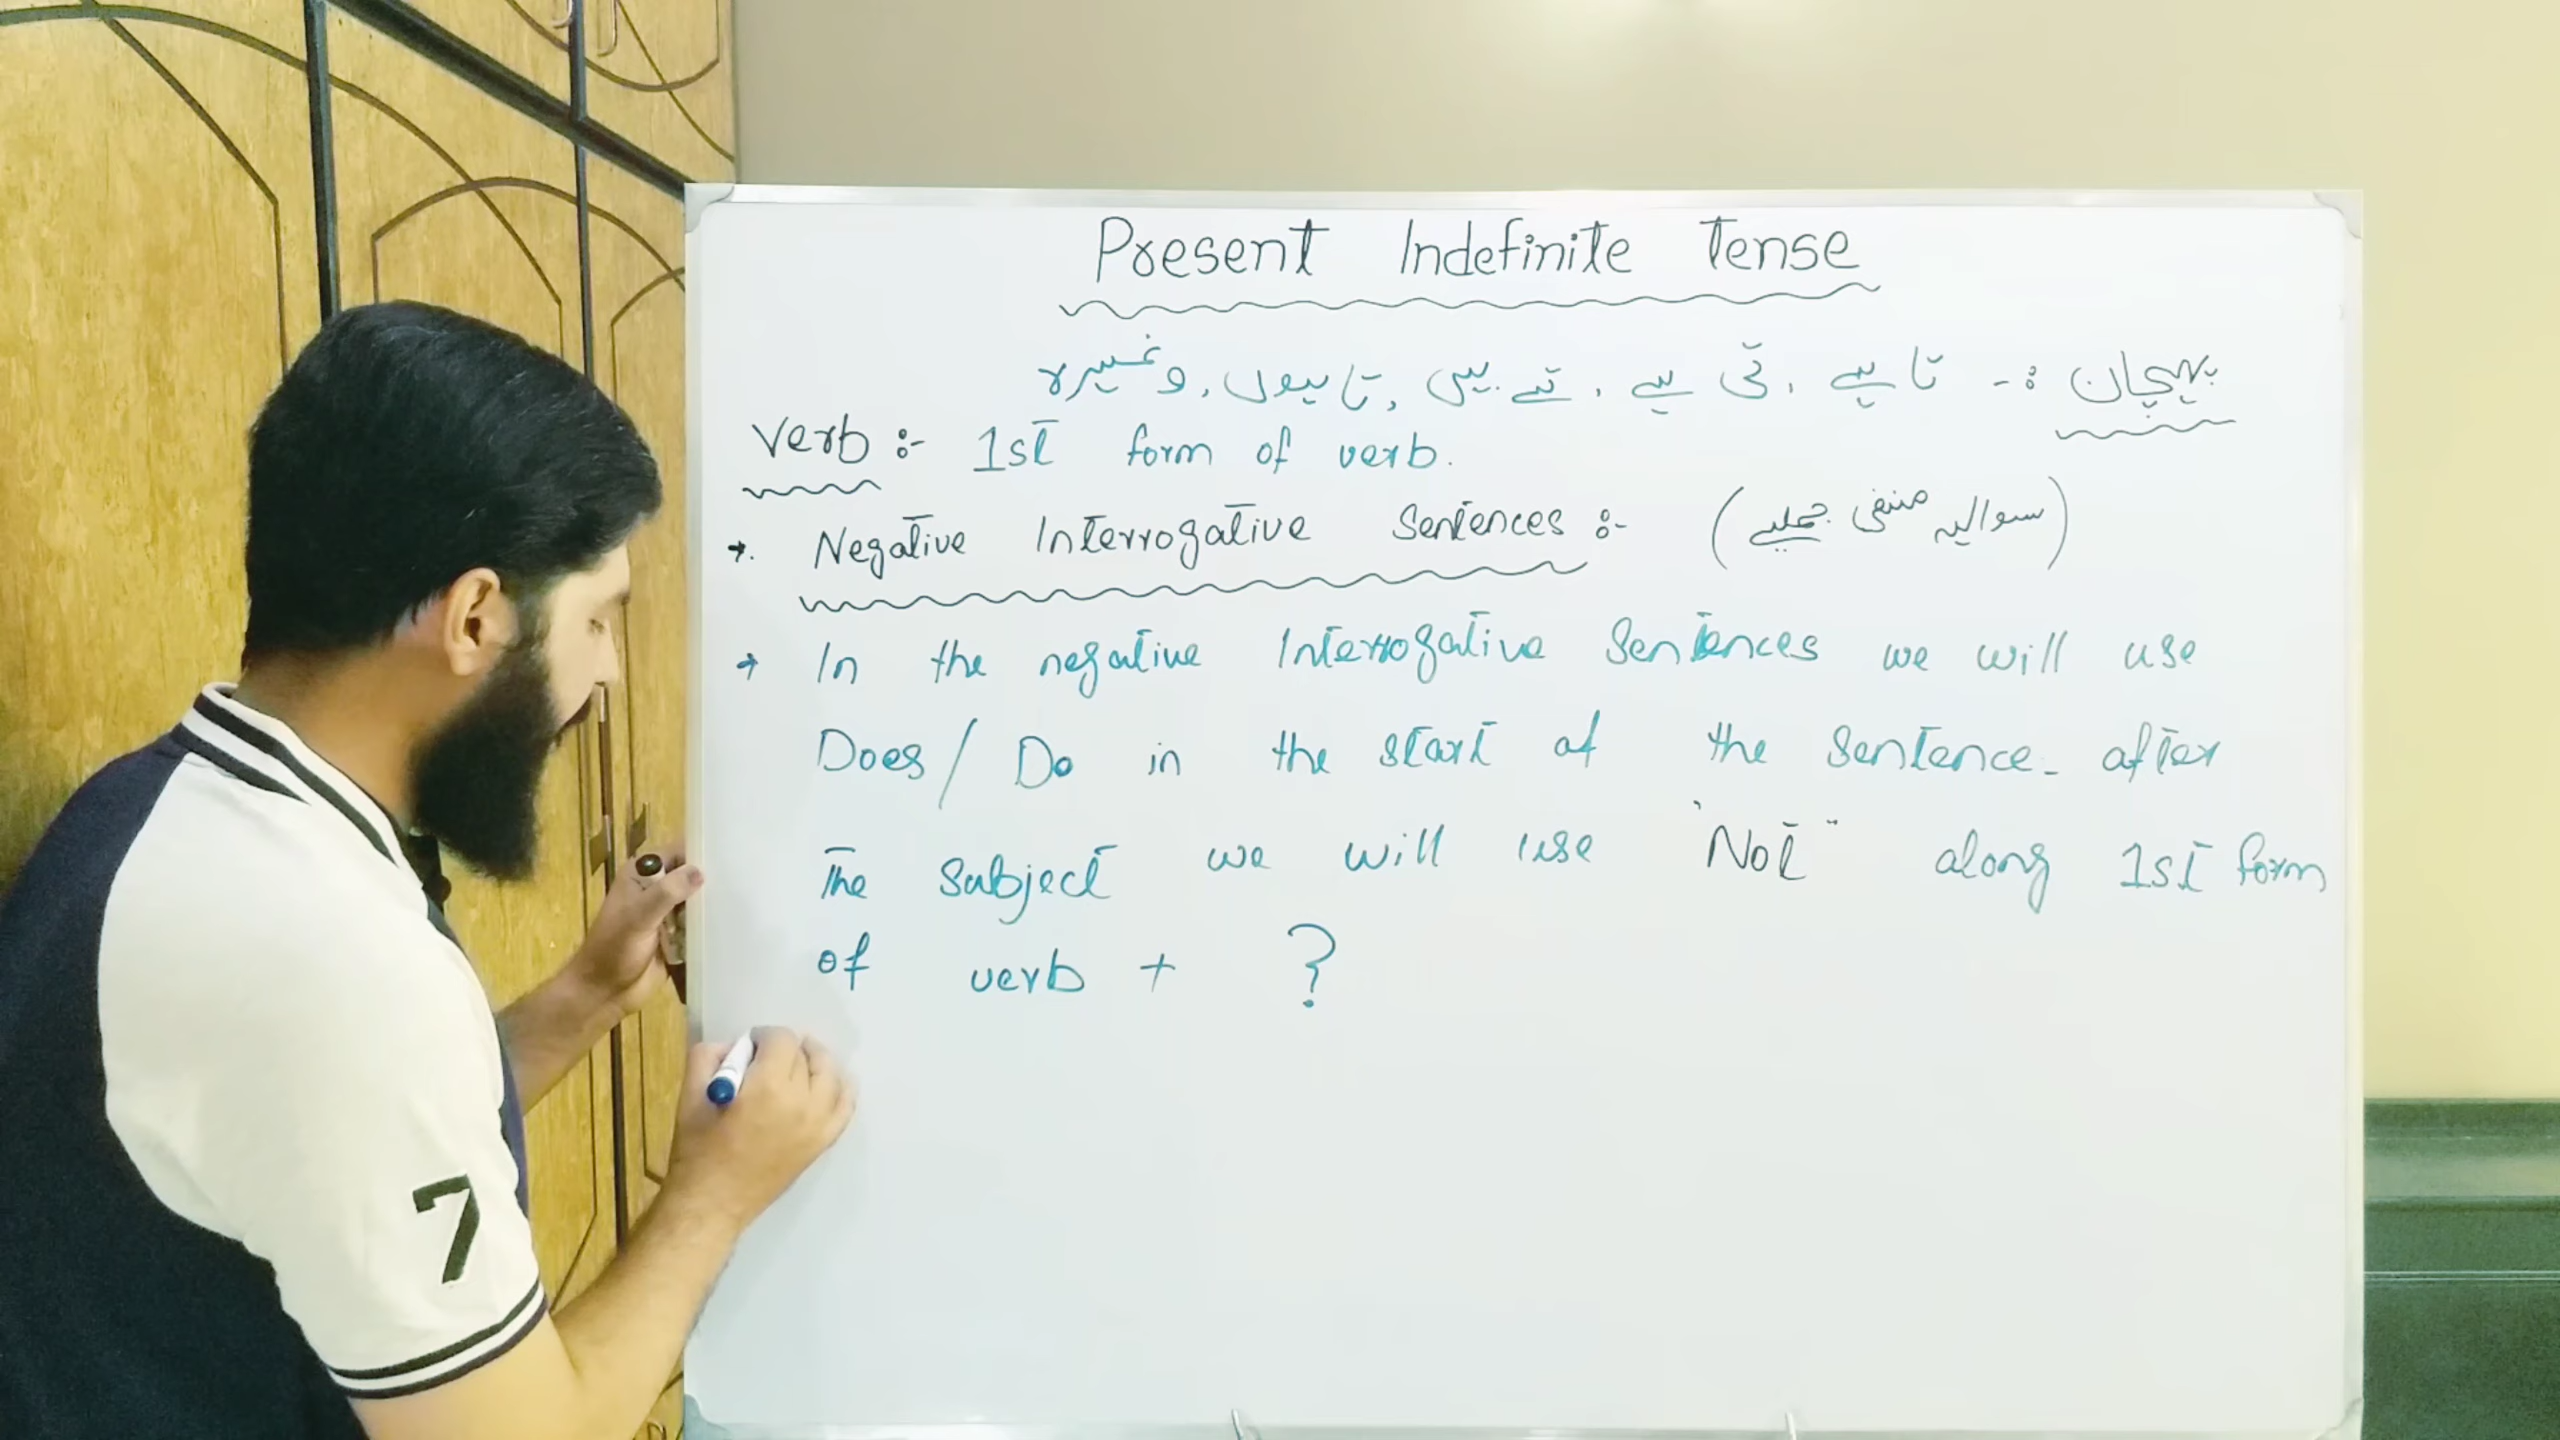 Present Indefinite Tense
پہچان :- تا ہے ، تی ہے ، تے ہیں ، تا ہوں ، وغیرہ
Verb :- 1st form of verb.
→. Negative Interrogative Sentences :- (سوالیہ منفی جملے)
→ In the negative Interrogative Sentences we will use
Does/ Do in the start of the Sentence. after
The Subject we will use "Not" along 1st form
of verb + ?
7